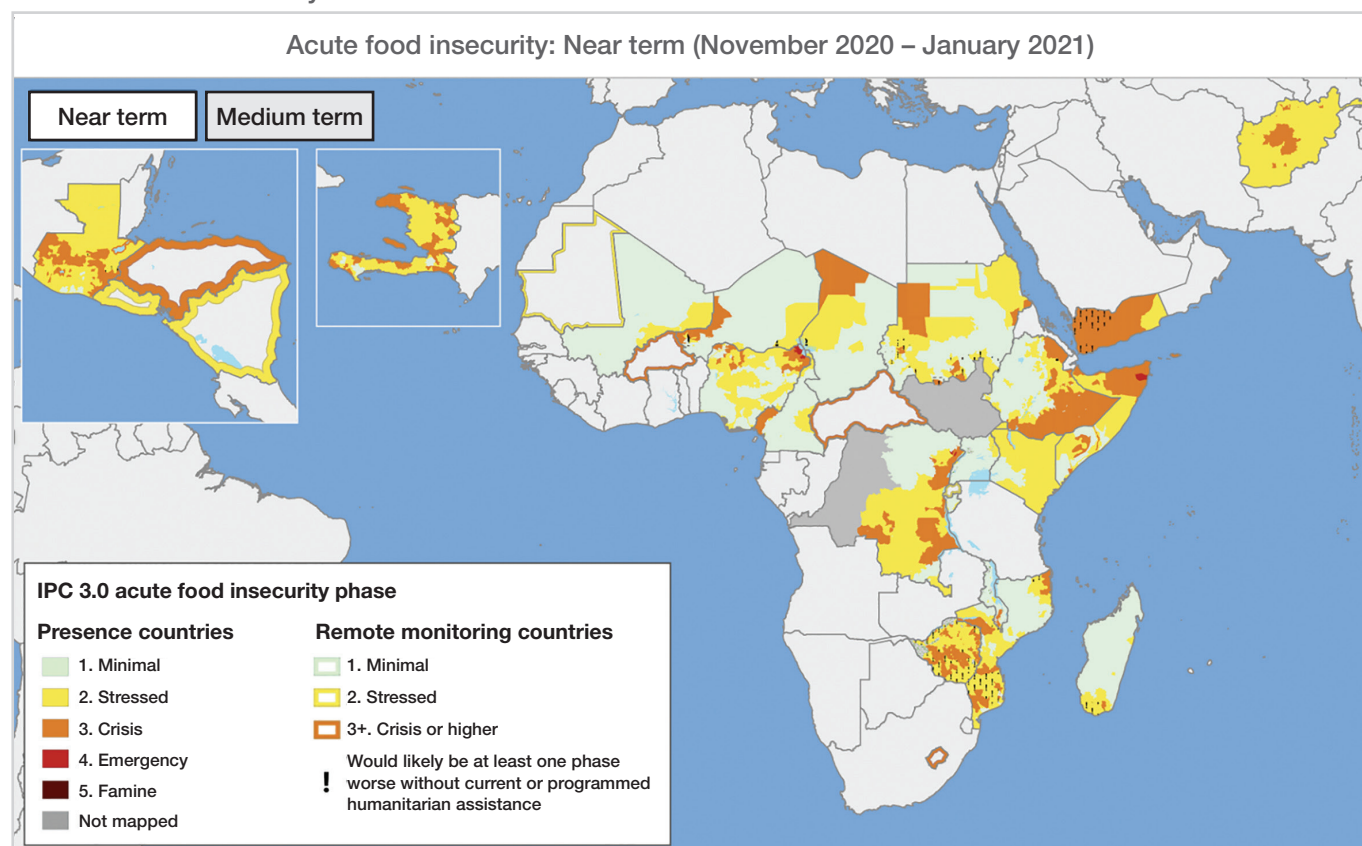 Acute food insecurity: Near term (November 2020 – January 2021)
Near term
Medium term
IPC 3.0 acute food insecurity phase
Presence countries
1. Minimal
2. Stressed
3. Crisis
4. Emergency
5. Famine
Not mapped
Remote monitoring countries
1. Minimal
2. Stressed
3+. Crisis or higher
! Would likely be at least one phase
worse without current or programmed
humanitarian assistance